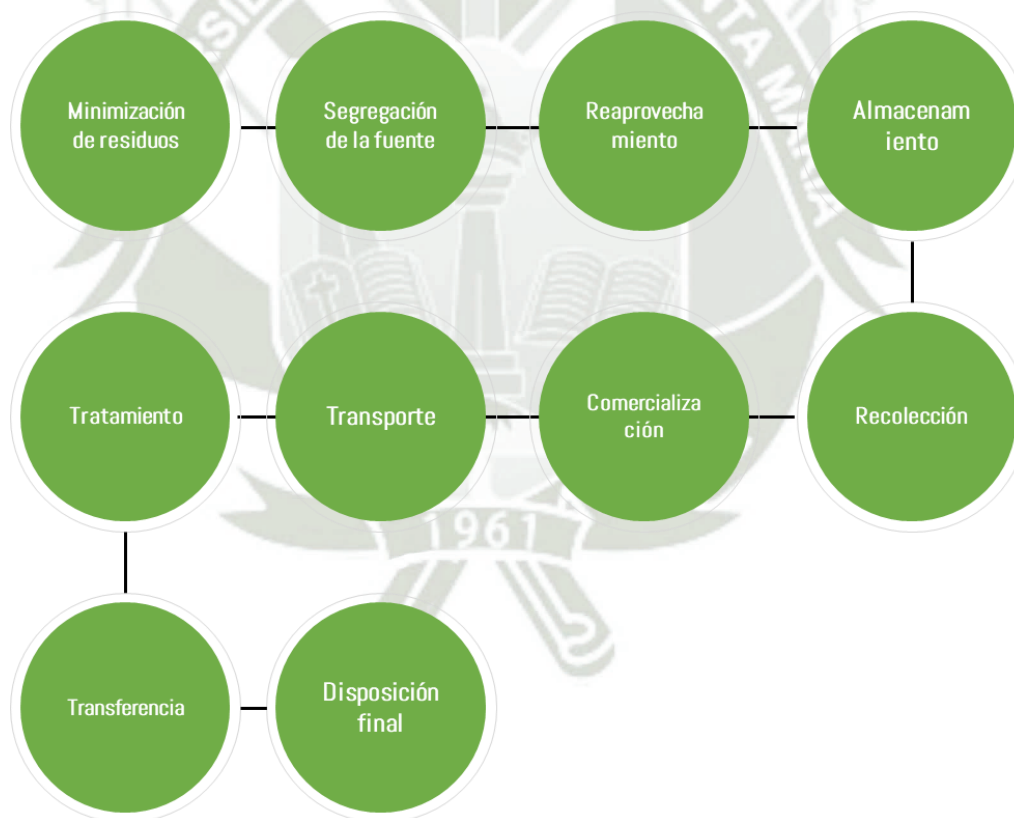 Minimización
de residuos
Segregación
de la fuente
Reaprovecha
miento
Almacenam
iento
Recolección
Comercializa
ción
Transporte
Tratamiento
Transferencia
Disposición
final
1961